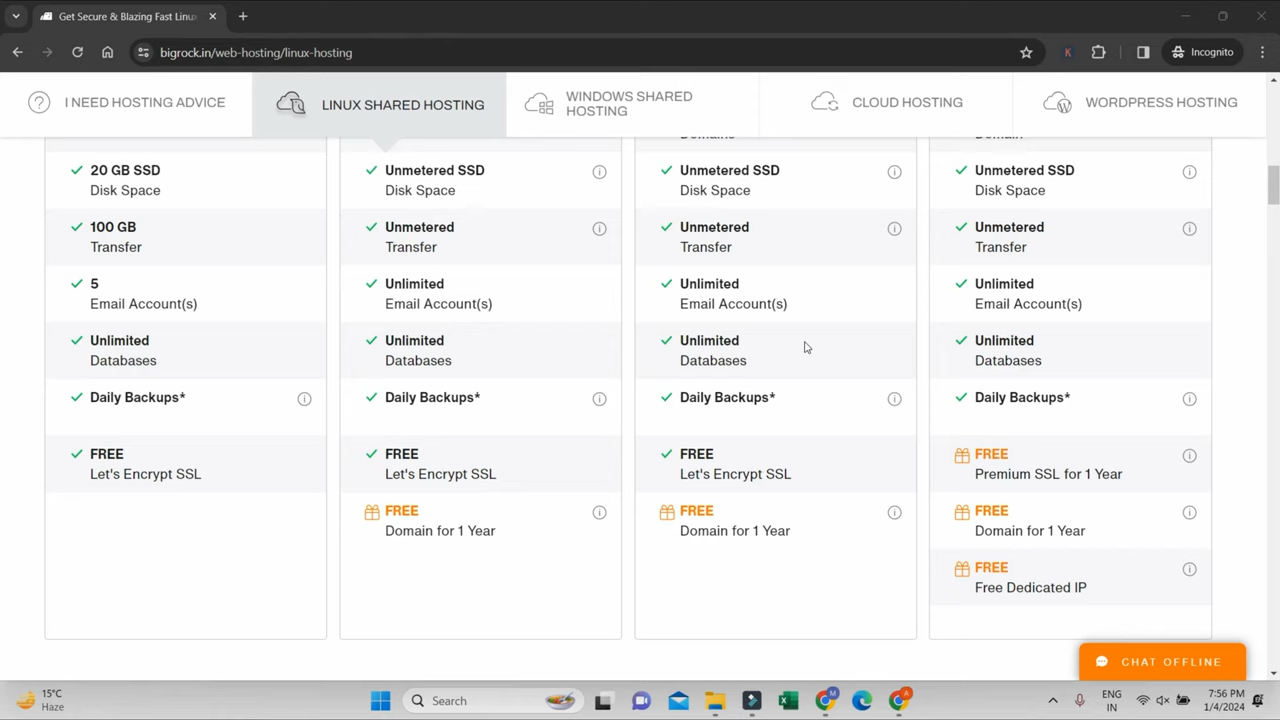 Get Secure & Blazing Fast Linu
bigrock.in/web-hosting/linux-hosting
Incognito
I NEED HOSTING ADVICE
LINUX SHARED HOSTING
WINDOWS SHARED
HOSTING
CLOUD HOSTING
WORDPRESS HOSTING
Domains
Domain
20 GB SSD
Disk Space
100 GB
Transfer
5
Email Account(s)
Unlimited
Databases
Daily Backups*
FREE
Let's Encrypt SSL
Unmetered SSD
Disk Space
Unmetered
Transfer
Unlimited
Email Account(s)
Unlimited
Databases
Daily Backups*
FREE
Let's Encrypt SSL
FREE
Domain for 1 Year
Unmetered SSD
Disk Space
Unmetered
Transfer
Unlimited
Email Account(s)
Unlimited
Databases
Daily Backups*
FREE
Let's Encrypt SSL
FREE
Domain for 1 Year
Unmetered SSD
Disk Space
Unmetered
Transfer
Unlimited
Email Account(s)
Unlimited
Databases
Daily Backups*
FREE
Premium SSL for 1 Year
FREE
Domain for 1 Year
FREE
Free Dedicated IP
CHAT OFFLINE
15°C
Haze
Search
ENG
IN
7:56 PM
1/4/2024